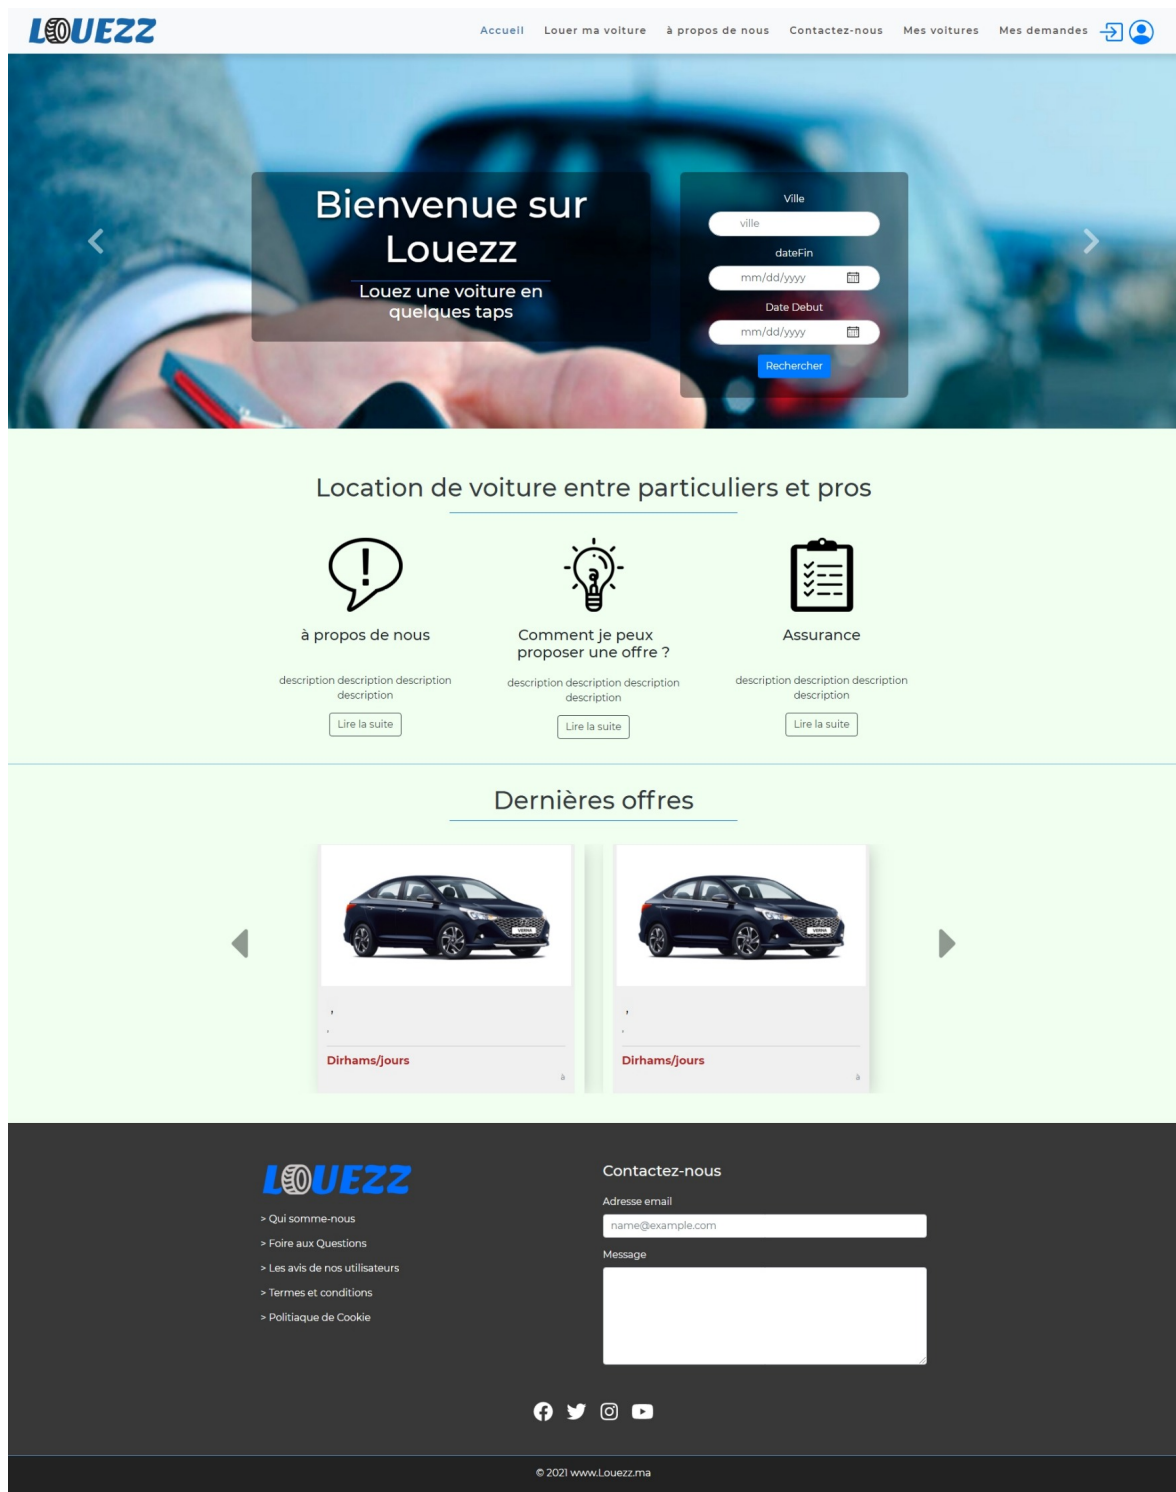 LOUEZZ
Accueil Louer ma voiture à propos de nous Contactez-nous Mes voitures Mes demandes
Bienvenue sur
Louezz
Louez une voiture en
quelques taps
Ville
ville
dateFin
mm/dd/yyyy
Date Debut
mm/dd/yyyy
Rechercher
Location de voiture entre particuliers et pros
à propos de nous
description description description
description
Lire la suite
Comment je peux
proposer une offre ?
description description description
description
Lire la suite
Assurance
description description description
description
Lire la suite
Dernières offres
VERNA
,
,
Dirhams/jours
à
VERNA
,
,
Dirhams/jours
à
LOUEZZ
> Qui somme-nous
> Foire aux Questions
> Les avis de nos utilisateurs
> Termes et conditions
> Politiaque de Cookie
Contactez-nous
Adresse email
name@example.com
Message
© 2021 www.Louezz.ma